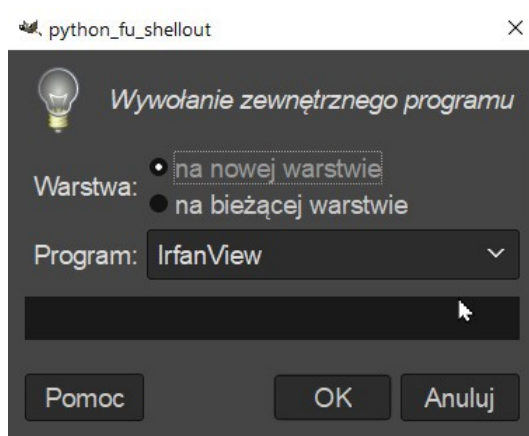 python_fu_shellout
Wywołanie zewnętrznego programu
Warstwa:
na nowej warstwie
na bieżącej warstwie
Program: IrfanView
Pomoc OK Anuluj